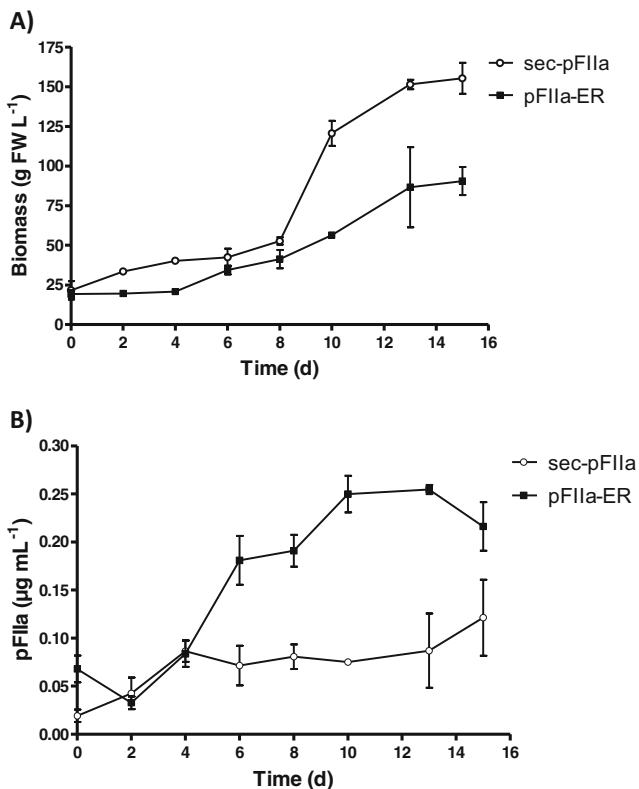 A)
175
150
125
100
75
50
25
0
Biomass (g FW L⁻¹)
0 2 4 6 8 10 12 14 16
Time (d)
sec-pFIIa
pFIIa-ER
B)
0.30
0.25
0.20
0.15
0.10
0.05
0.00
pFIIa (µg mL⁻¹)
0 2 4 6 8 10 12 14 16
Time (d)
sec-pFIIa
pFIIa-ER